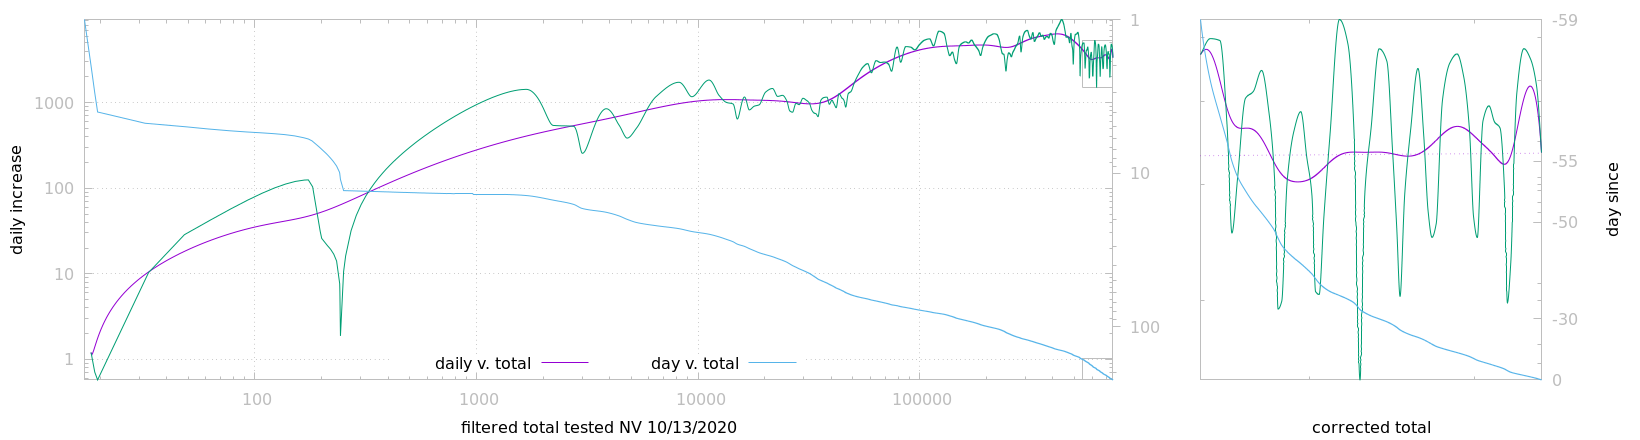 1000
100
10
1
daily increase
1
10
100
daily v. total
day v. total
100
1000
10000
100000
filtered total tested NV 10/13/2020
-59
-55
-50
-30
0
day since
corrected total